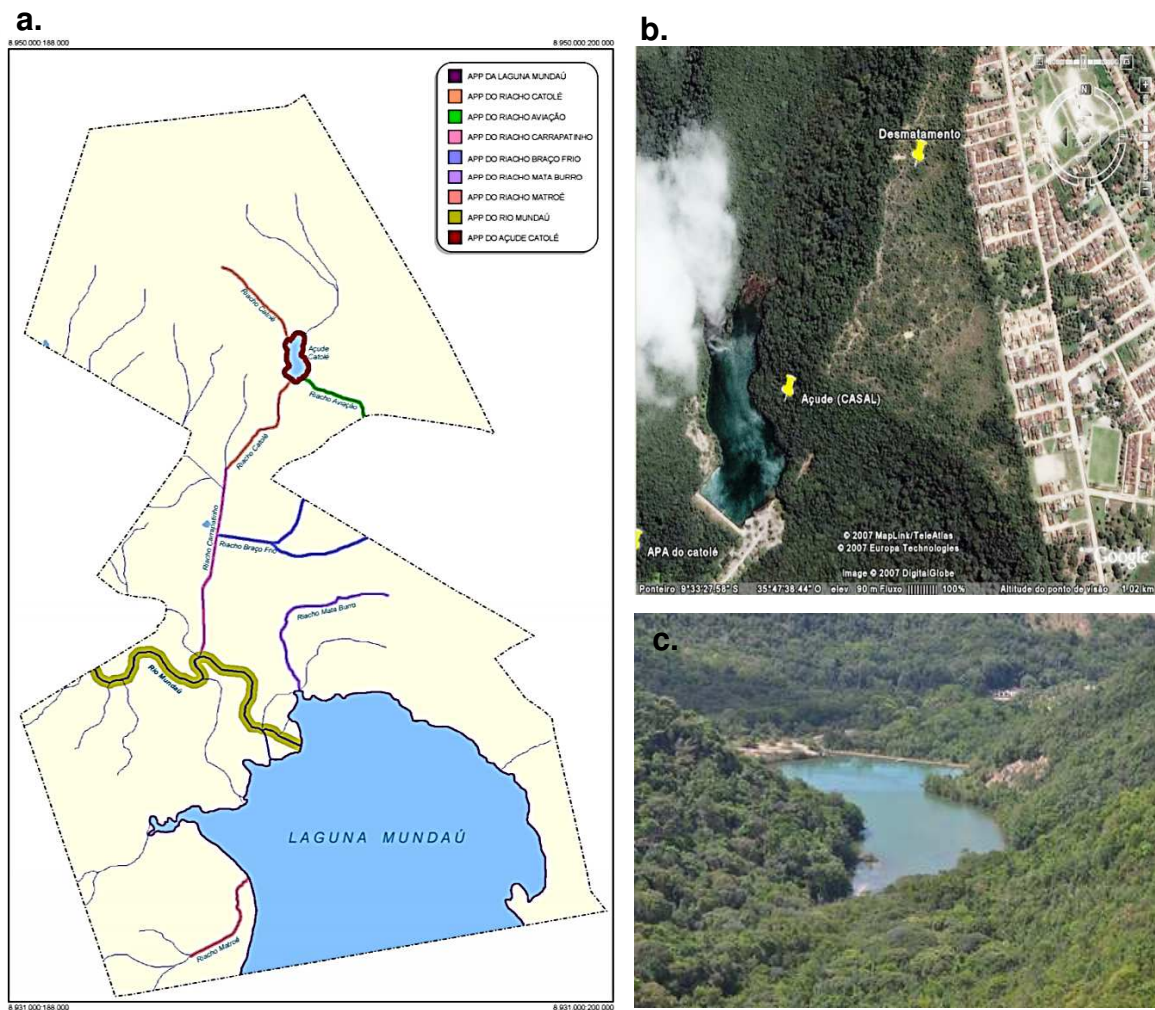 a.
8.950.000:188.000
8.950.000:200.000
APP DA LAGUNA MUNDAÚ
APP DO RIACHO CATOLÉ
APP DO RIACHO AVIAÇÃO
APP DO RIACHO CARRAPATINHO
APP DO RIACHO BRAÇO FRIO
APP DO RIACHO MATA BURRO
APP DO RIACHO MATROÊ
APP DO RIO MUNDAÚ
APP DO AÇUDE CATOLÉ
Riacho Catolé
Açude
Catolé
Riacho Aviação
Riacho Catolé
Riacho Carrapatinho
Riacho Braço Frio
Riacho Mata Burro
Rio Mundaú
LAGUNA MUNDAÚ
Riacho Matroê
8.931.000:188.000
8.931.000:200.000
b.
N
Desmatamento
Açude (CASAL)
APA do catolé
© 2007 MapLink/TeleAtlas
© 2007 Europa Technologies
Image © 2007 DigitalGlobe
Google
Ponteiro 9°33'27.58" S 35°47'38.44" O elev 90 m Fluxo 100% Altitude do ponto de visão 1.02 km
c.